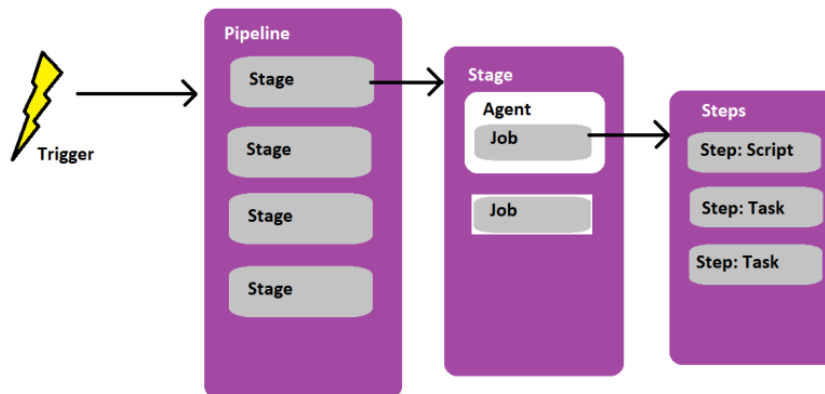 Trigger
Pipeline
Stage
Stage
Stage
Stage
Stage
Agent
Job
Job
Steps
Step: Script
Step: Task
Step: Task